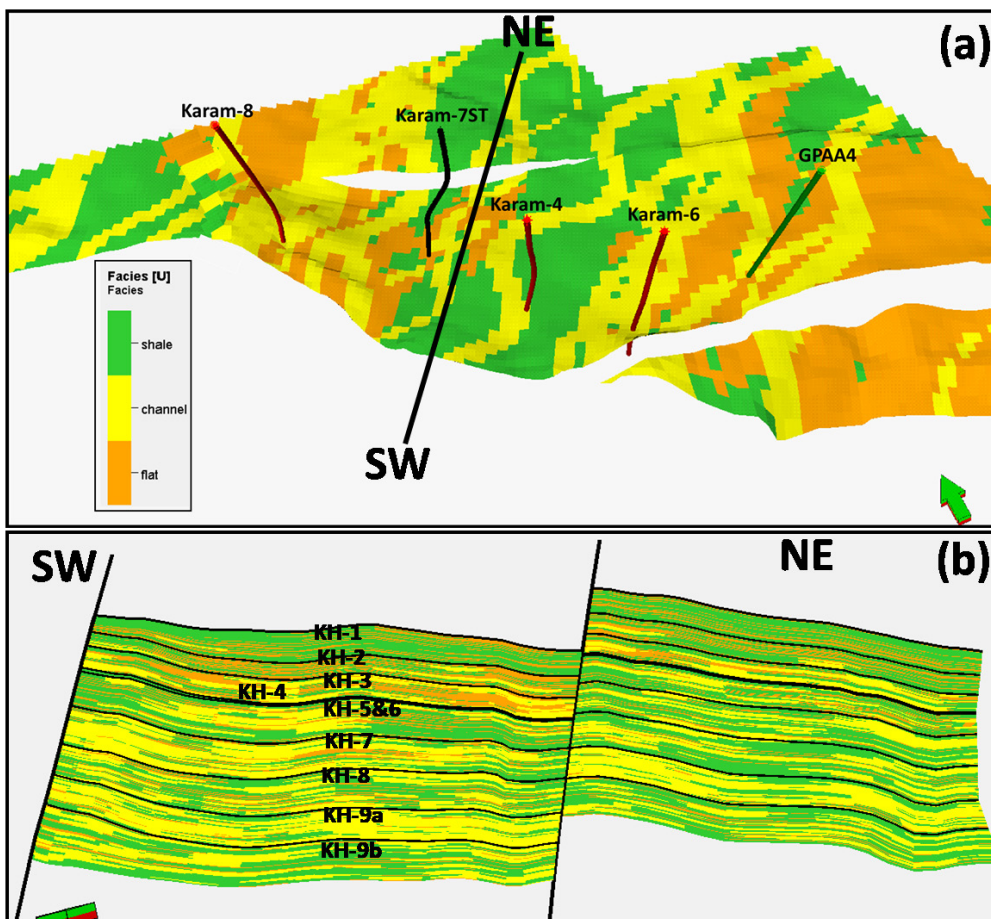 (a)
NE
Karam-8
Karam-7ST
GPAA4
Karam-4
Karam-6
Facies [U]
Facies
shale
channel
flat
SW
SW
NE
(b)
KH-1
KH-2
KH-3
KH-4
KH-5&6
KH-7
KH-8
KH-9a
KH-9b